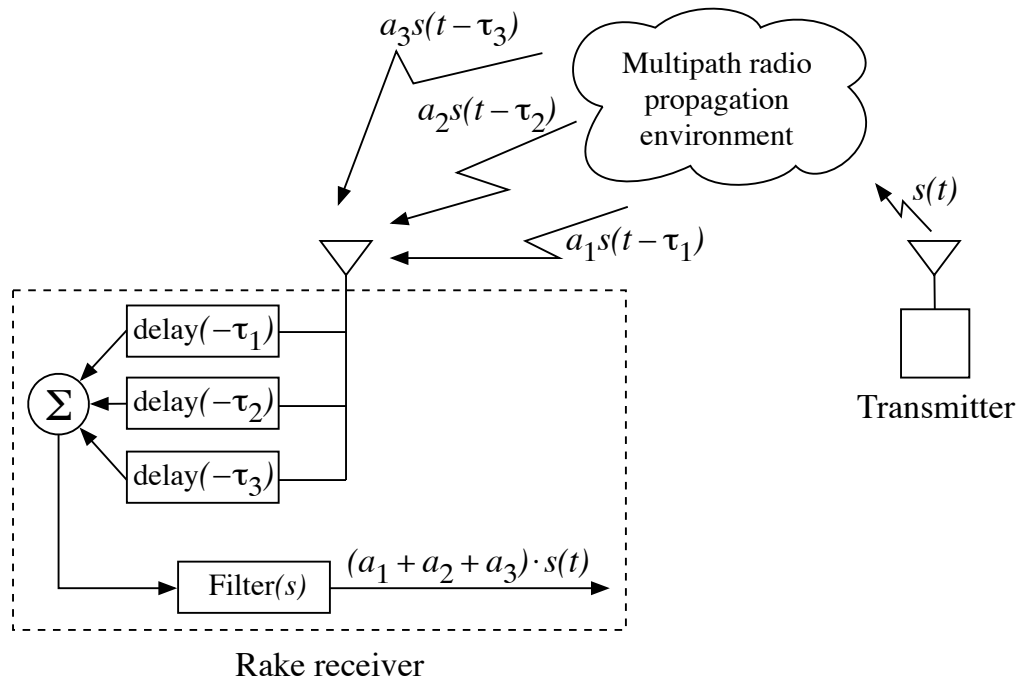 a₃s(t − τ₃)
Multipath radio
propagation
environment
a₂s(t − τ₂)
s(t)
a₁s(t − τ₁)
delay(−τ₁)
Σ
delay(−τ₂)
Transmitter
delay(−τ₃)
(a₁ + a₂ + a₃) · s(t)
Filter(s)
Rake receiver